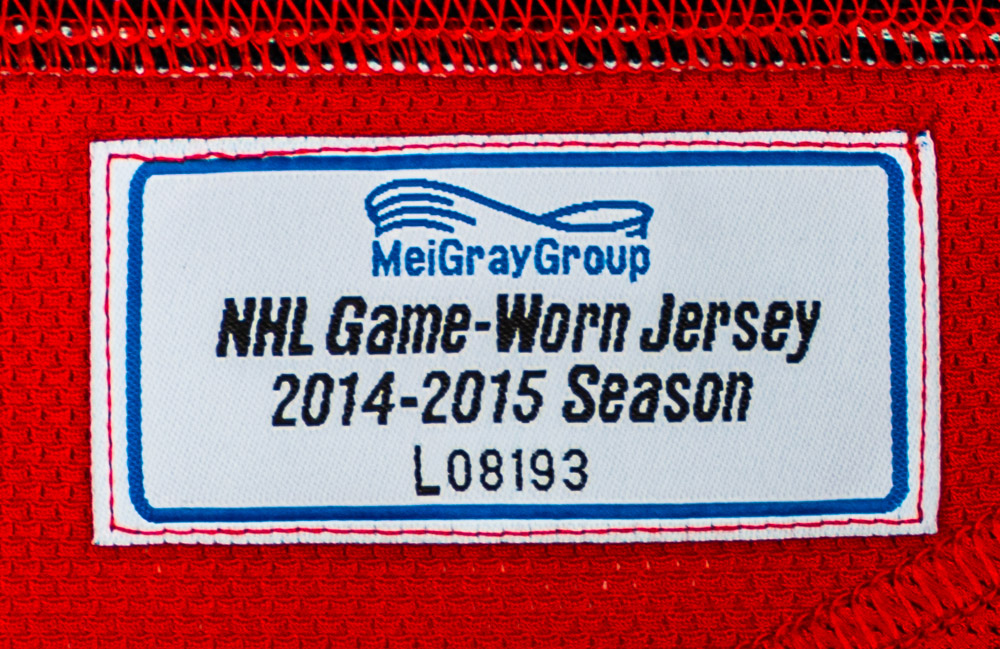 MeiGrayGroup
NHL Game-Worn Jersey
2014-2015 Season
L08193